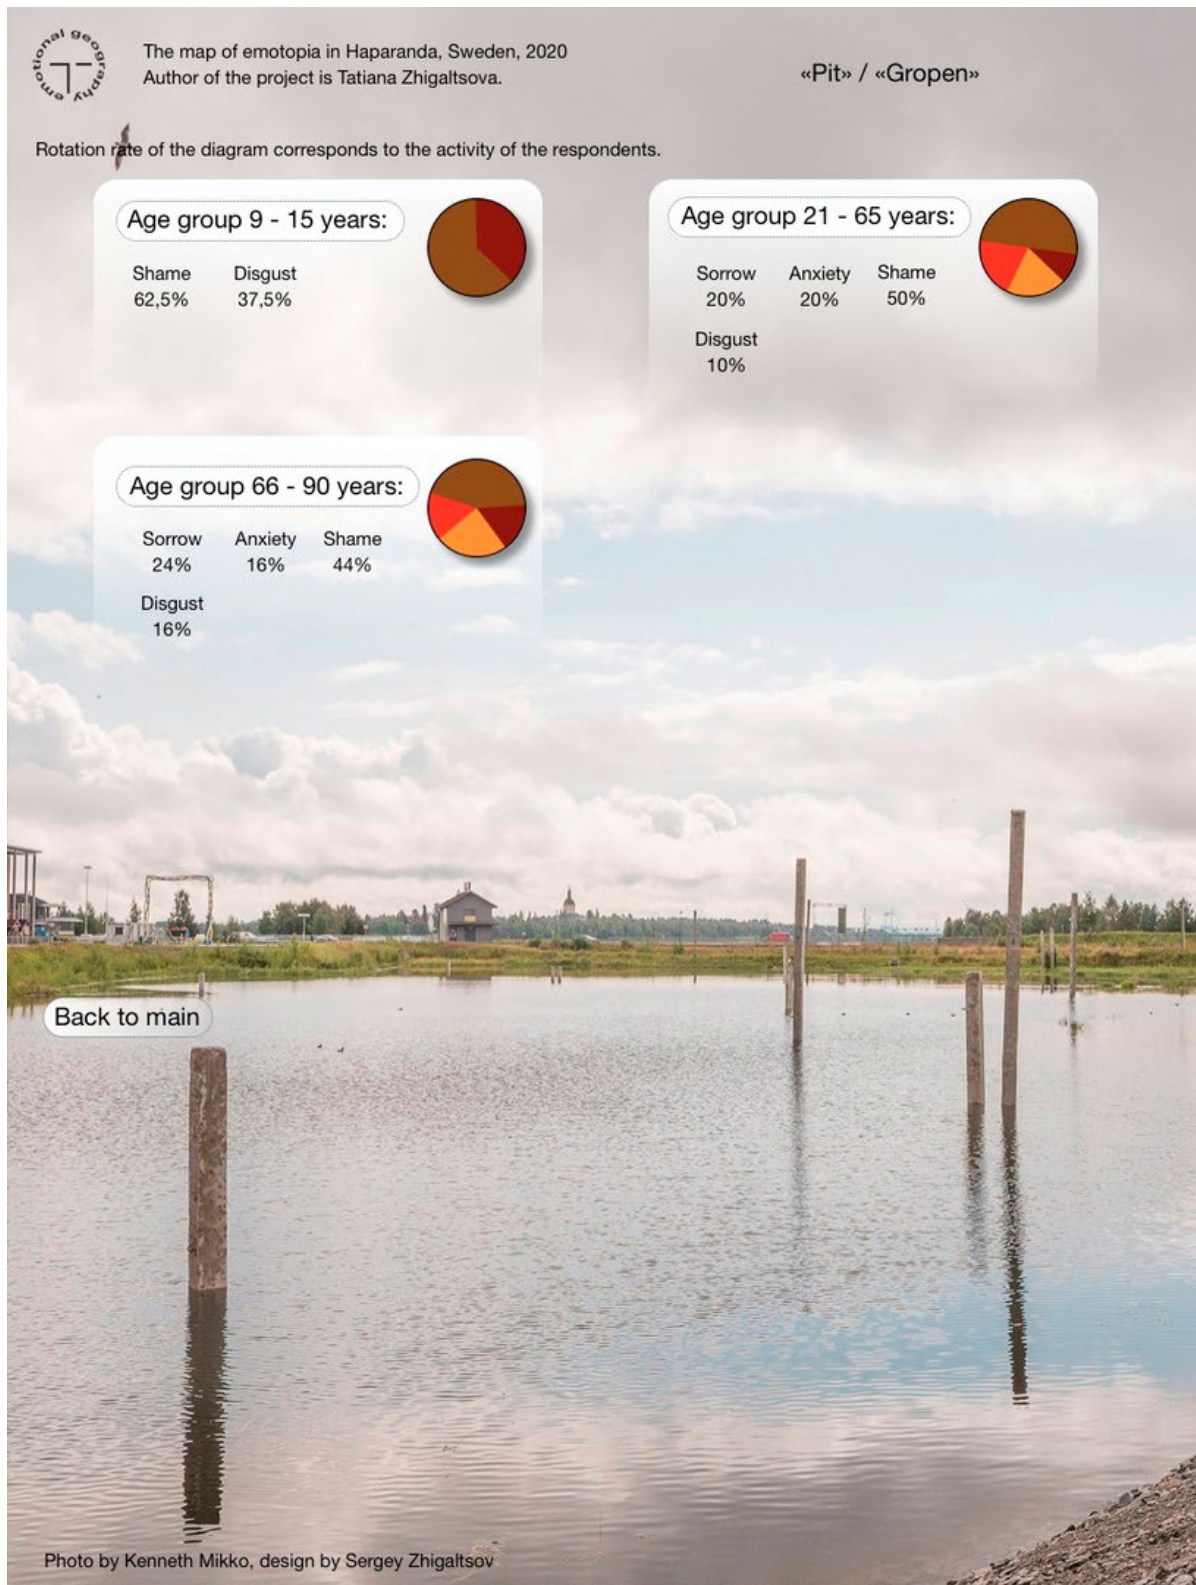 emotional geography
The map of emotopia in Haparanda, Sweden, 2020
Author of the project is Tatiana Zhigaltsova.
«Pit» / «Gropen»
Rotation rate of the diagram corresponds to the activity of the respondents.
Age group 9 - 15 years:
Shame Disgust
62,5% 37,5%
Age group 21 - 65 years:
Sorrow Anxiety Shame
20% 20% 50%
Disgust
10%
Age group 66 - 90 years:
Sorrow Anxiety Shame
24% 16% 44%
Disgust
16%
Back to main
Photo by Kenneth Mikko, design by Sergey Zhigaltsov